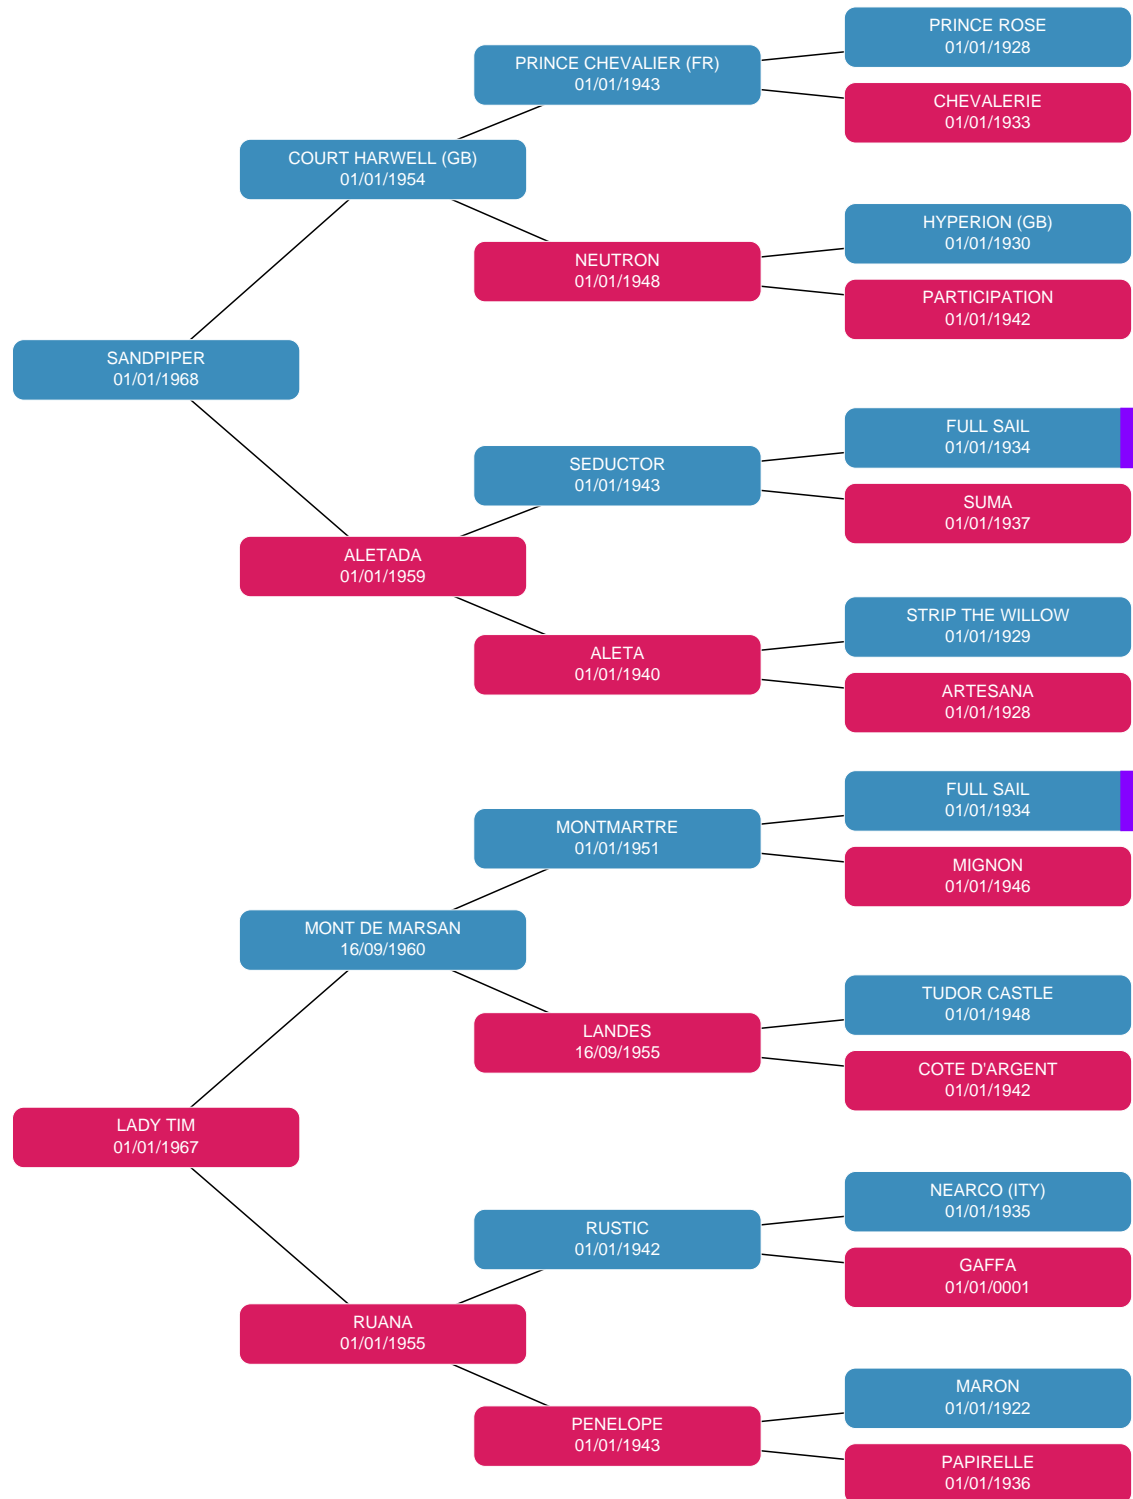 PRINCE ROSE
01/01/1928
PRINCE CHEVALIER (FR)
01/01/1943
CHEVALERIE
01/01/1933
COURT HARWELL (GB)
01/01/1954
HYPERION (GB)
01/01/1930
NEUTRON
01/01/1948
PARTICIPATION
01/01/1942
SANDPIPER
01/01/1968
FULL SAIL
01/01/1934
SEDUCTOR
01/01/1943
SUMA
01/01/1937
ALETADA
01/01/1959
STRIP THE WILLOW
01/01/1929
ALETA
01/01/1940
ARTESANA
01/01/1928
FULL SAIL
01/01/1934
MONTMARTRE
01/01/1951
MIGNON
01/01/1946
MONT DE MARSAN
16/09/1960
TUDOR CASTLE
01/01/1948
LANDES
16/09/1955
COTE D'ARGENT
01/01/1942
LADY TIM
01/01/1967
NEARCO (ITY)
01/01/1935
RUSTIC
01/01/1942
GAFFA
01/01/0001
RUANA
01/01/1955
MARON
01/01/1922
PENELOPE
01/01/1943
PAPIRELLE
01/01/1936